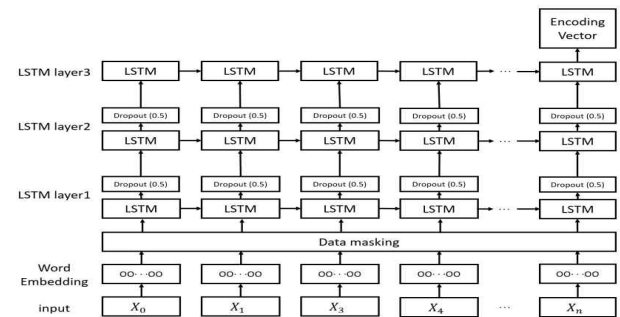 Encoding
Vector
LSTM layer3 LSTM LSTM LSTM LSTM ··· LSTM
Dropout (0.5) Dropout (0.5) Dropout (0.5) Dropout (0.5) Dropout (0.5)
LSTM layer2 LSTM LSTM LSTM LSTM ··· LSTM
Dropout (0.5) Dropout (0.5) Dropout (0.5) Dropout (0.5) Dropout (0.5)
LSTM layer1 LSTM LSTM LSTM LSTM ··· LSTM
Data masking
Word
Embedding OO···OO OO···OO OO···OO OO···OO OO···OO
input X₀ X₁ X₃ X₄ ··· Xₙ